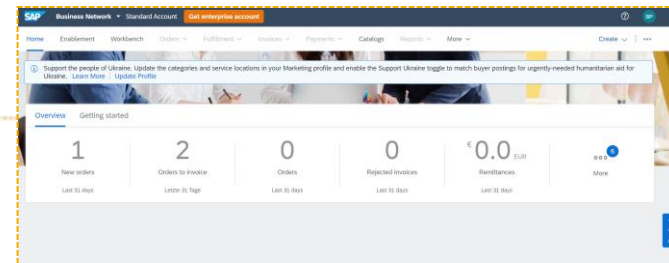 SAP Business Network Standard Account Get enterprise account
Home Enablement Workbench Orders Fulfillment Invoices Payments Catalogs Reports More Create
Support the people of Ukraine. Update the categories and service locations in your Marketing profile and enable the Support Ukraine toggle to match buyer postings for urgently-needed humanitarian aid for
Ukraine. Learn More | Update Profile
Overview Getting started
1 2 0 0 € 0.0 EUR 6
New orders Orders to invoice Orders Rejected invoices Remittances More
Last 31 days Letzte 31 Tage Last 31 days Last 31 days Last 31 days